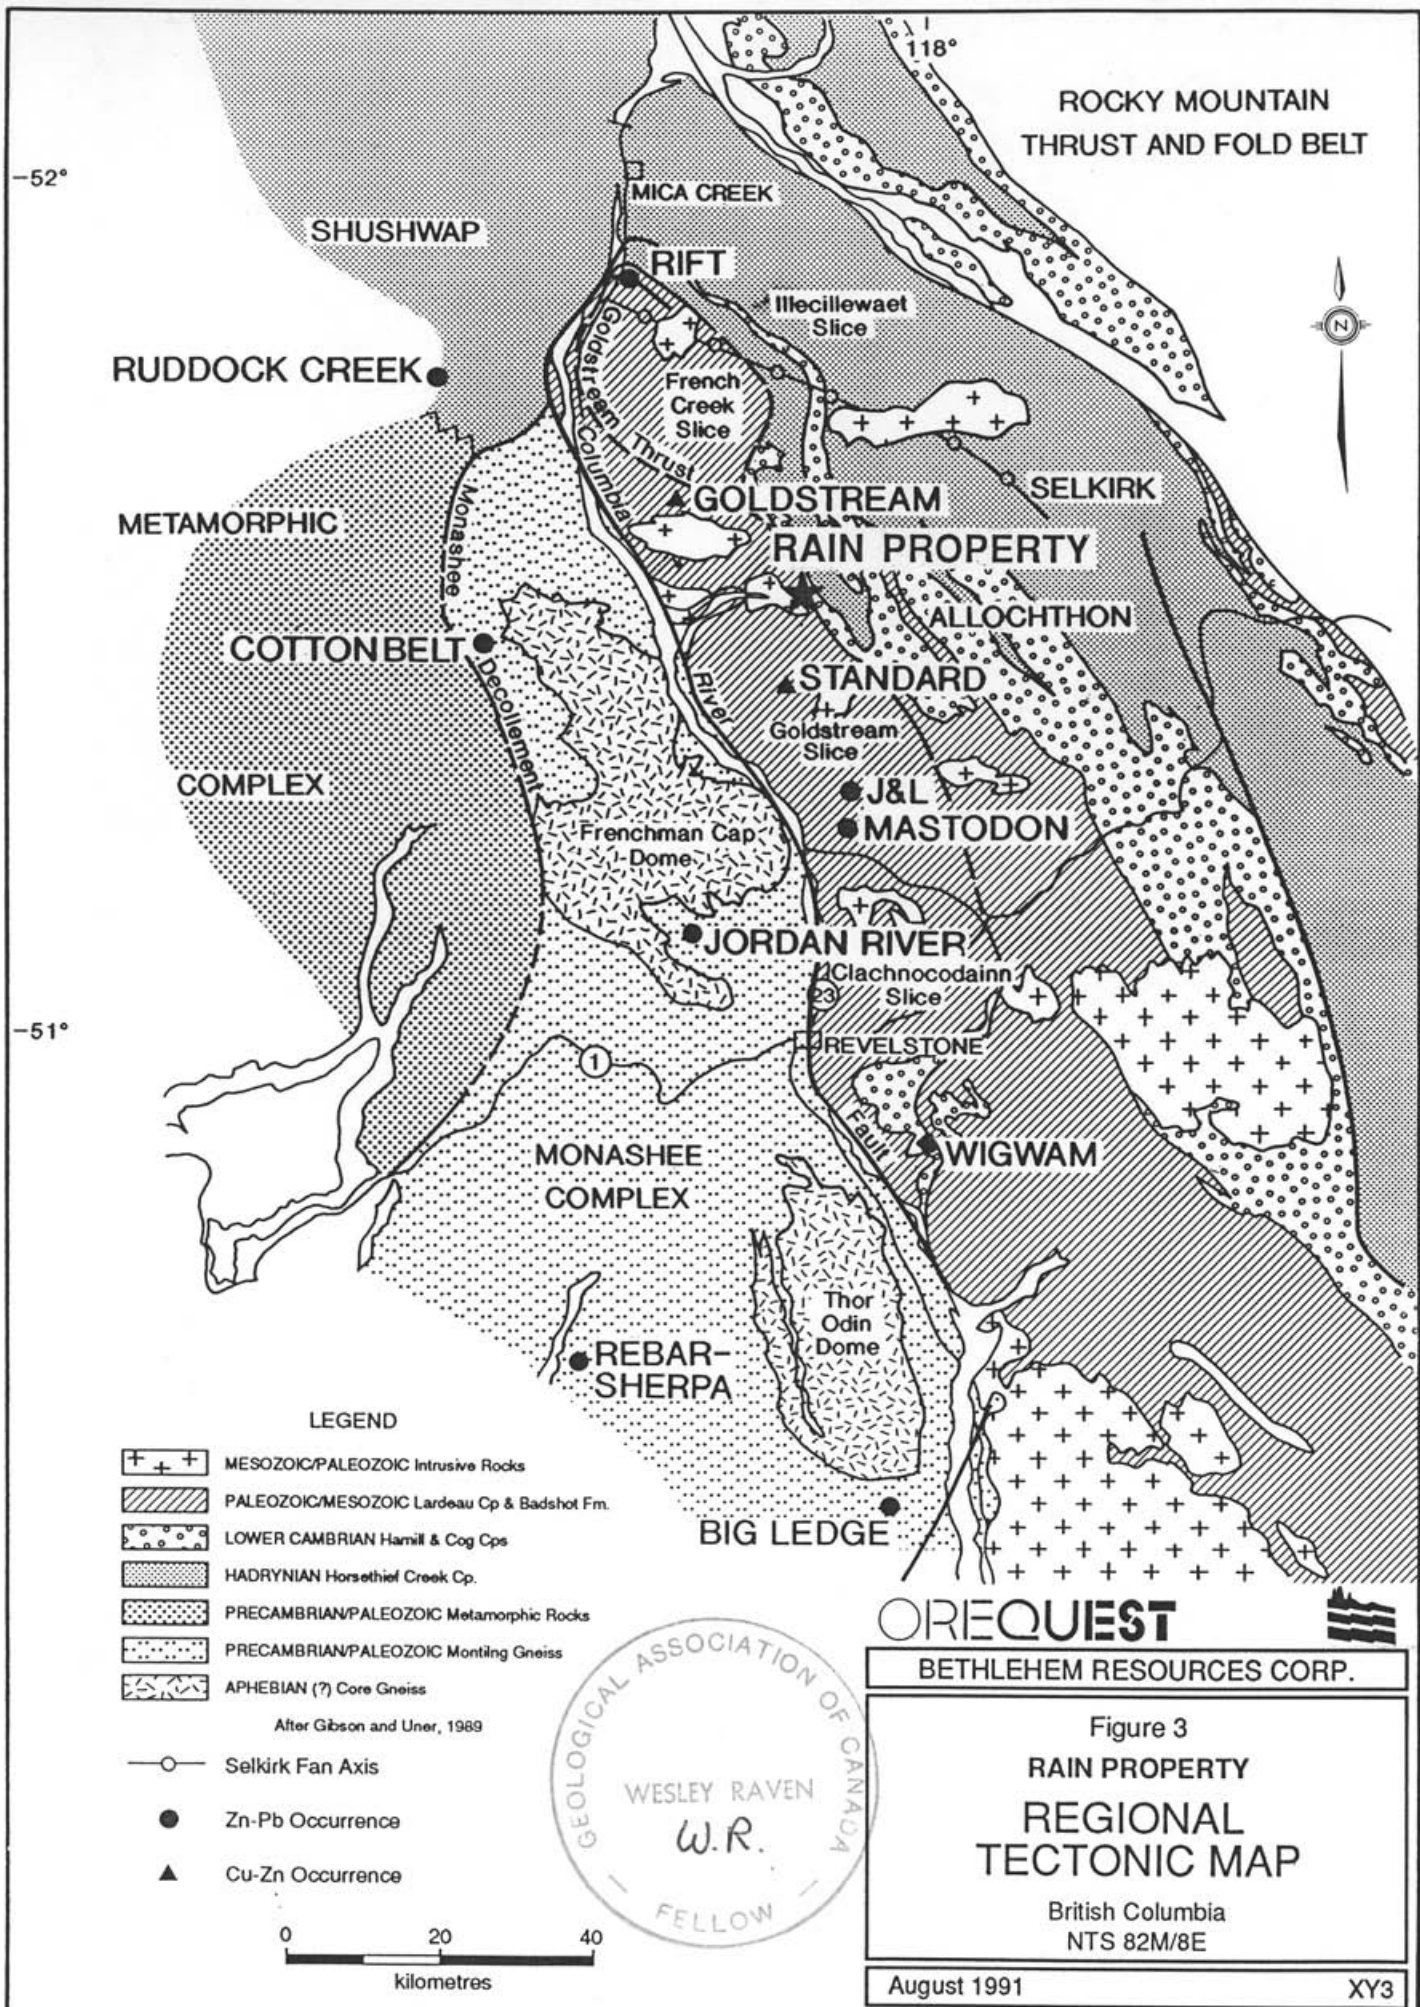 118°
ROCKY MOUNTAIN
THRUST AND FOLD BELT
52°
MICA CREEK
SHUSHWAP
RIFT
Illecillewaet
Slice
Goldstream Thrust
RUDDOCK CREEK
French
Creek
Slice
N
Columbia
SELKIRK
GOLDSTREAM
Monashee
METAMORPHIC
RAIN PROPERTY
ALLOCHTHON
COTTONBELT
Decollement
River
STANDARD
Goldstream
Slice
COMPLEX
J&L
MASTODON
Frenchman Cap
Dome
JORDAN RIVER
Clachnocodainn
Slice
23
51°
REVELSTONE
1
Fault
WIGWAM
MONASHEE
COMPLEX
Thor
Odin
Dome
REBAR-
SHERPA
BIG LEDGE
LEGEND
MESOZOIC/PALEOZOIC Intrusive Rocks
PALEOZOIC/MESOZOIC Lardeau Cp & Badshot Fm.
LOWER CAMBRIAN Hamill & Cog Cps
HADRYNIAN Horsethief Creek Cp.
PRECAMBRIAN/PALEOZOIC Metamorphic Rocks
PRECAMBRIAN/PALEOZOIC Montilng Gneiss
APHEBIAN (?) Core Gneiss
After Gibson and Uner, 1989
Selkirk Fan Axis
Zn-Pb Occurrence
Cu-Zn Occurrence
0 20 40
kilometres
GEOLOGICAL ASSOCIATION OF CANADA
WESLEY RAVEN
W.R.
FELLOW
OREQUEST
BETHLEHEM RESOURCES CORP.
Figure 3
RAIN PROPERTY
REGIONAL
TECTONIC MAP
British Columbia
NTS 82M/8E
August 1991 XY3